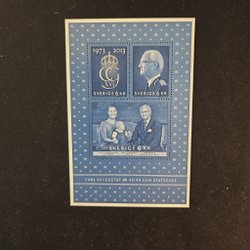 1973 2013
SVERIGE 6 KR
SVERIGE 6 KR
SVERIGE 6 KR
CARL XVI GUSTAF 40 ÅR SOM STATSCHEF